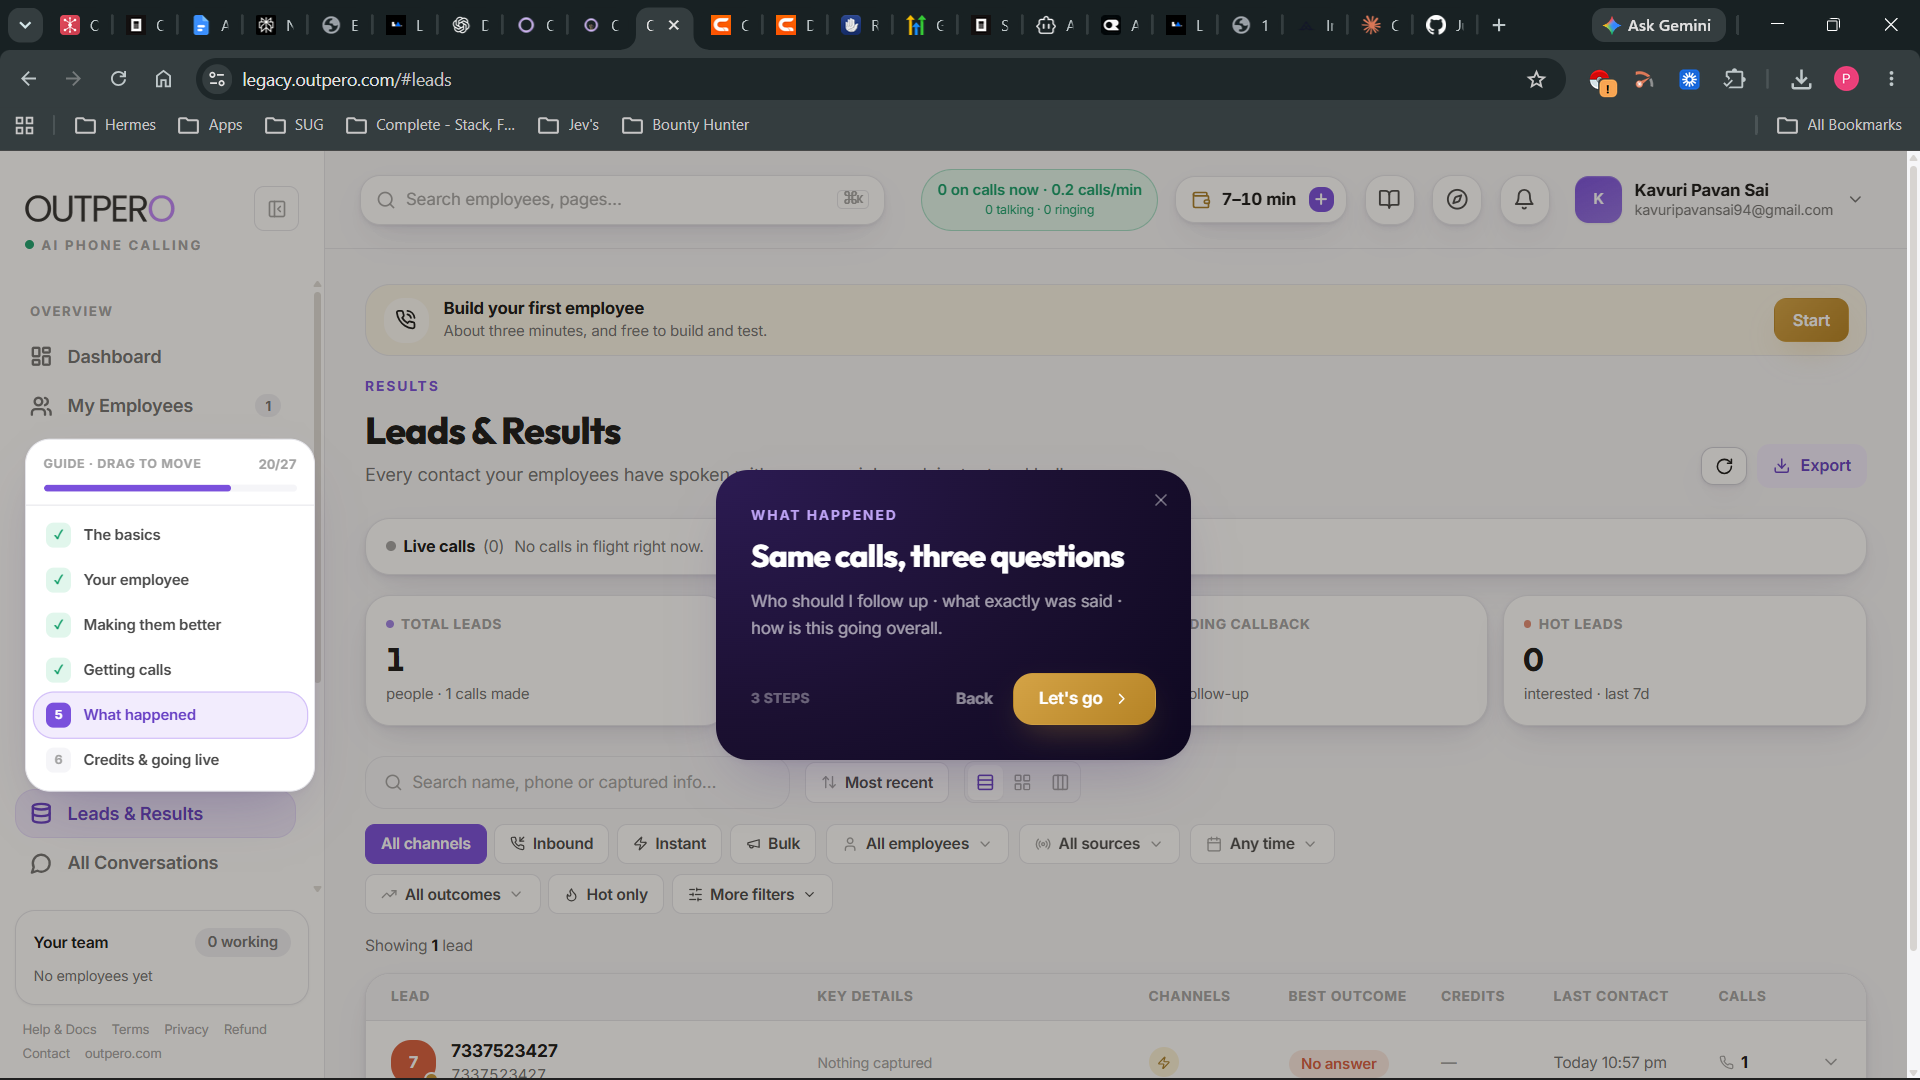 Ask Gemini
legacy.outpero.com/#leads
P
Hermes
Apps
SUG
Complete - Stack, F...
Jev's
Bounty Hunter
All Bookmarks
OUTPERO
AI PHONE CALLING
Search employees, pages...
⌘K
0 on calls now · 0.2 calls/min
0 talking · 0 ringing
7–10 min
K
Kavuri Pavan Sai
kavuripavansai94@gmail.com
OVERVIEW
Dashboard
My Employees 1
GUIDE · DRAG TO MOVE 20/27
The basics
Your employee
Making them better
Getting calls
5 What happened
6 Credits & going live
Leads & Results
All Conversations
Your team 0 working
No employees yet
Help & Docs Terms Privacy Refund
Contact outpero.com
Build your first employee
About three minutes, and free to build and test.
Start
RESULTS
Leads & Results
Every contact your employees have spoken
Export
Live calls (0) No calls in flight right now.
TOTAL LEADS
1
people · 1 calls made
DING CALLBACK
ollow-up
HOT LEADS
0
interested · last 7d
WHAT HAPPENED
Same calls, three questions
Who should I follow up · what exactly was said ·
how is this going overall.
3 STEPS Back Let's go
Search name, phone or captured info...
Most recent
All channels Inbound Instant Bulk All employees All sources Any time
All outcomes Hot only More filters
Showing 1 lead
LEAD KEY DETAILS CHANNELS BEST OUTCOME CREDITS LAST CONTACT CALLS
7 7337523427 Nothing captured No answer — Today 10:57 pm 1
7337523427